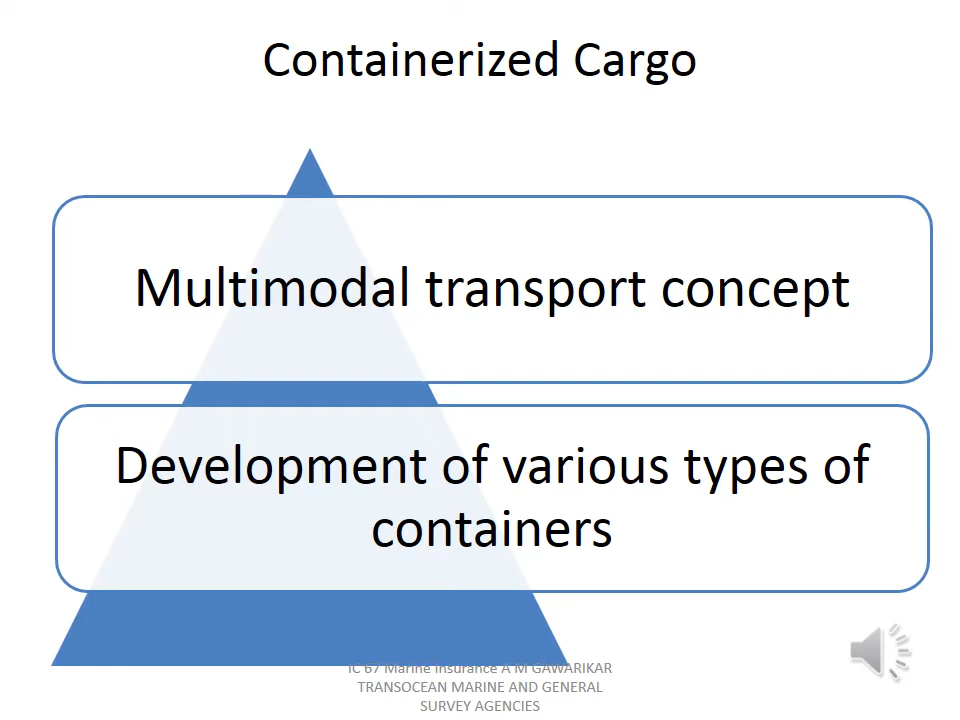 Containerized Cargo
Multimodal transport concept
Development of various types of
containers
IC 67 Marine Insurance A M GAWARIKAR
TRANSOCEAN MARINE AND GENERAL
SURVEY AGENCIES